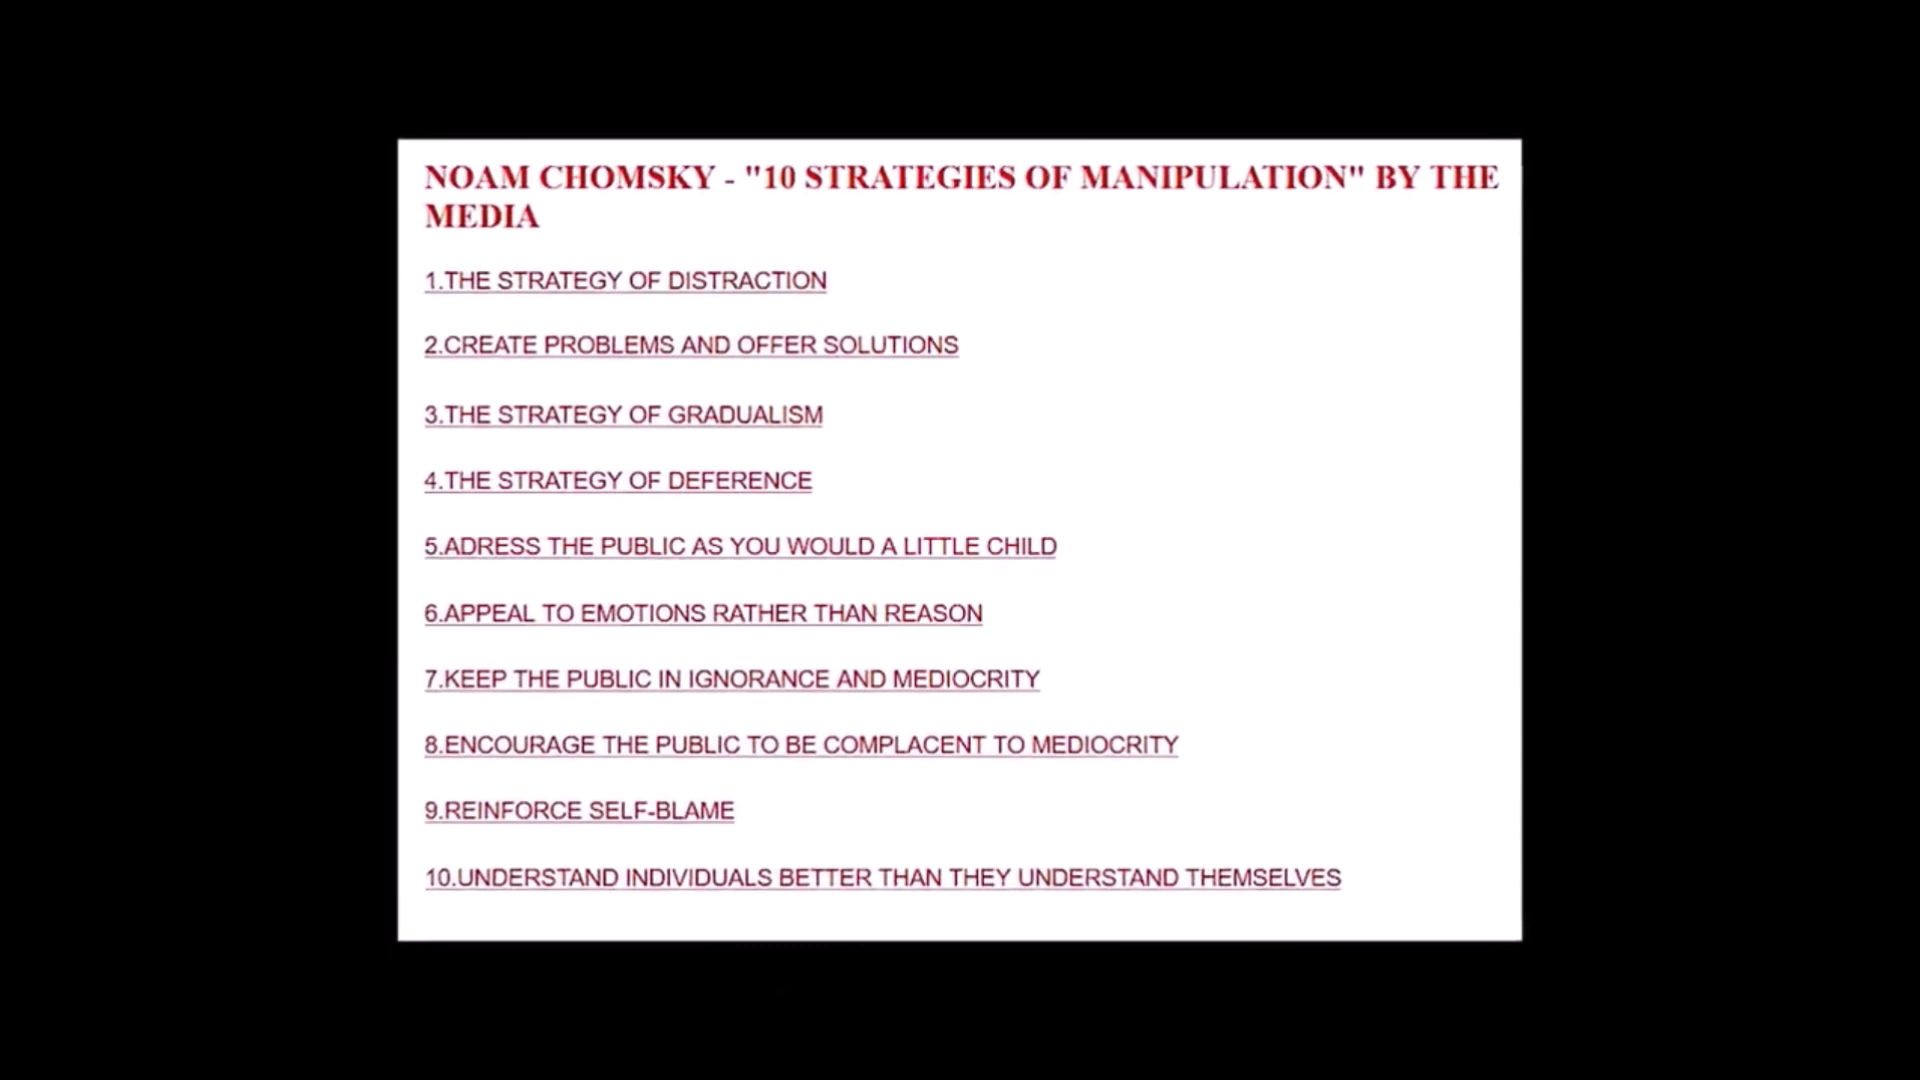 NOAM CHOMSKY - "10 STRATEGIES OF MANIPULATION" BY THE
MEDIA
1.THE STRATEGY OF DISTRACTION
2.CREATE PROBLEMS AND OFFER SOLUTIONS
3.THE STRATEGY OF GRADUALISM
4.THE STRATEGY OF DEFERENCE
5.ADRESS THE PUBLIC AS YOU WOULD A LITTLE CHILD
6.APPEAL TO EMOTIONS RATHER THAN REASON
7.KEEP THE PUBLIC IN IGNORANCE AND MEDIOCRITY
8.ENCOURAGE THE PUBLIC TO BE COMPLACENT TO MEDIOCRITY
9.REINFORCE SELF-BLAME
10.UNDERSTAND INDIVIDUALS BETTER THAN THEY UNDERSTAND THEMSELVES